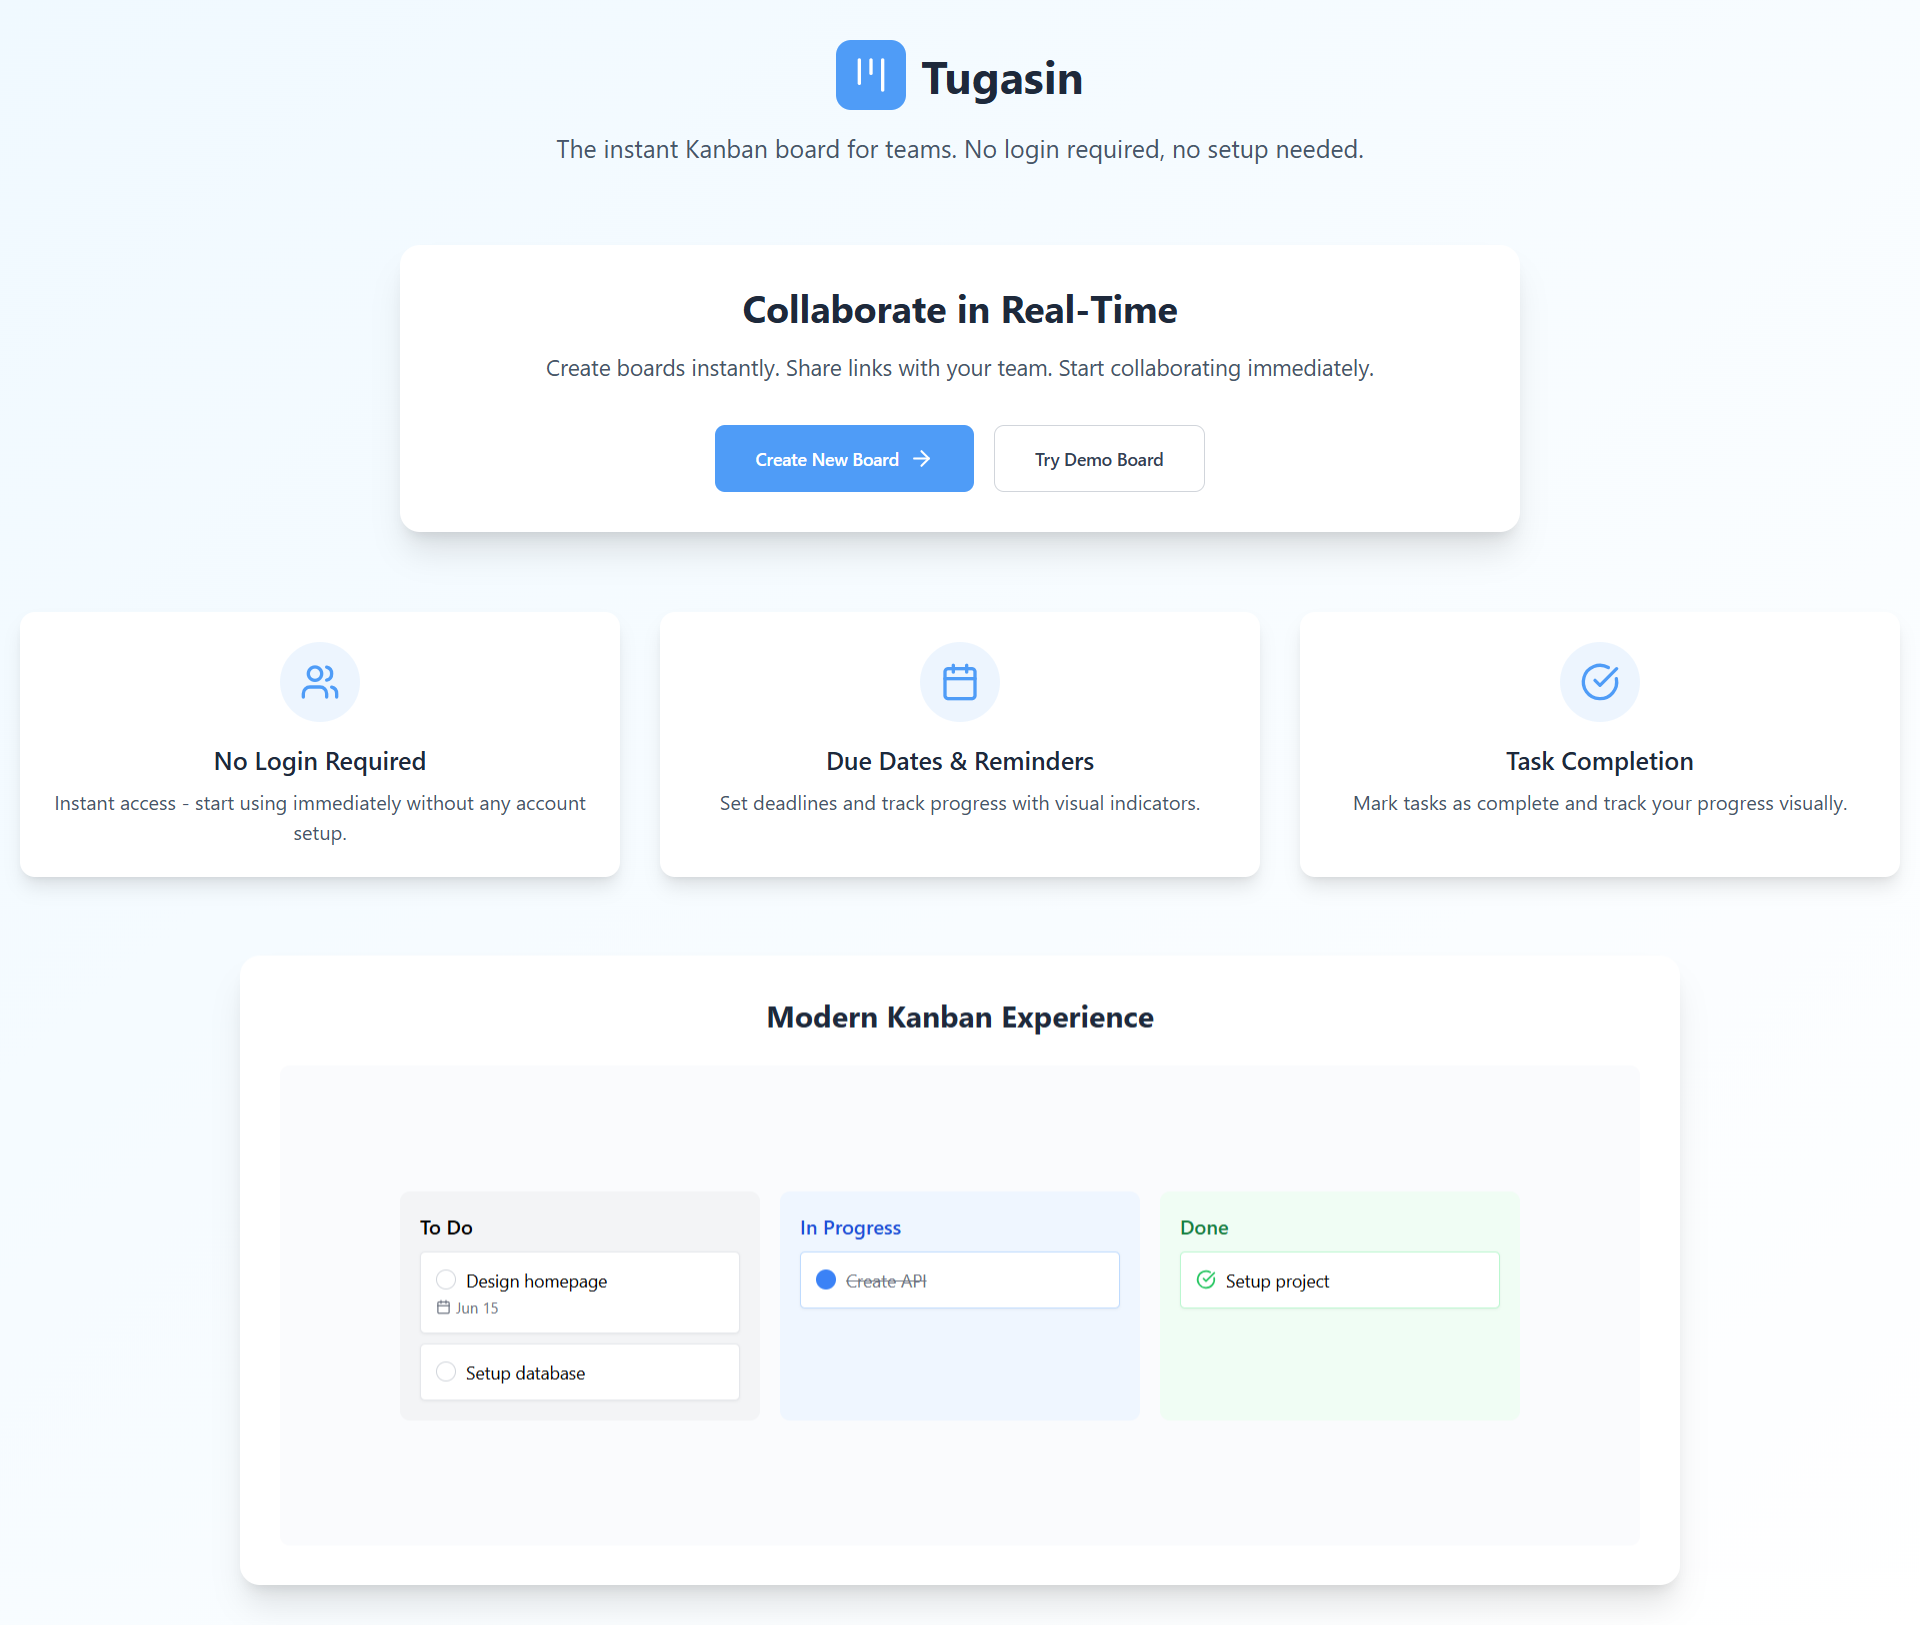 Tugasin
The instant Kanban board for teams. No login required, no setup needed.
Collaborate in Real-Time
Create boards instantly. Share links with your team. Start collaborating immediately.
Create New Board
Try Demo Board
No Login Required
Instant access - start using immediately without any account
setup.
Due Dates & Reminders
Set deadlines and track progress with visual indicators.
Task Completion
Mark tasks as complete and track your progress visually.
Modern Kanban Experience
To Do
Design homepage
Jun 15
Setup database
In Progress
Create API
Done
Setup project